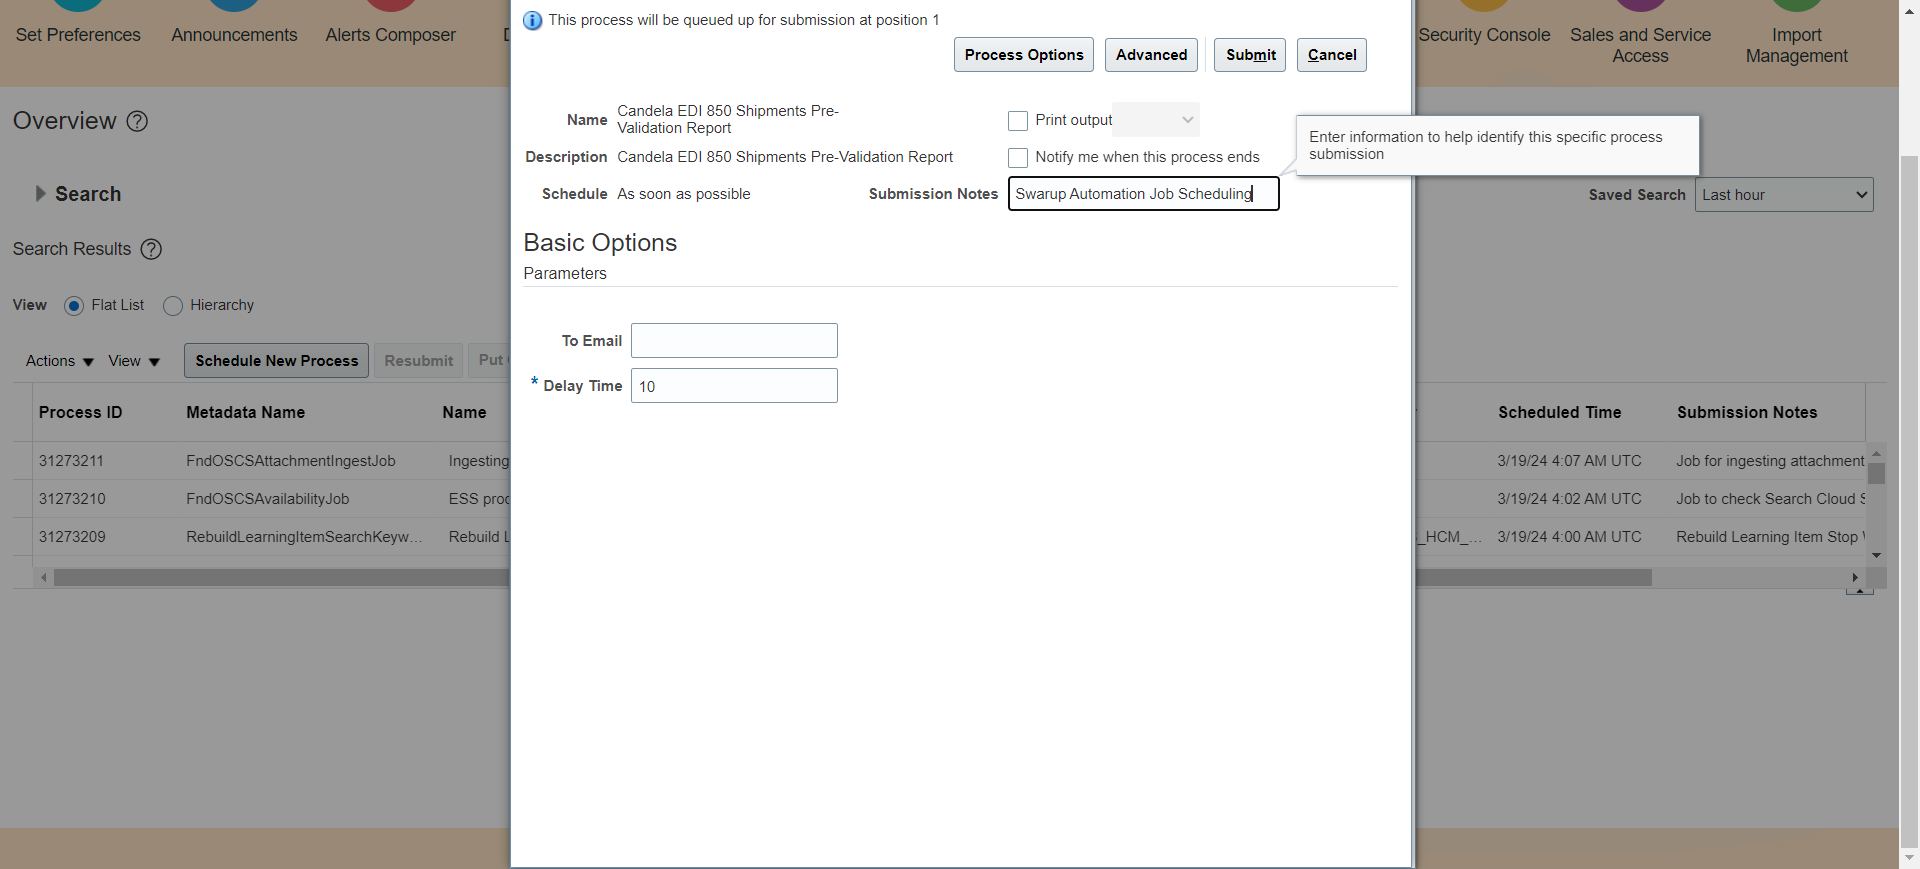 This process will be queued up for submission at position 1
Set Preferences
Announcements
Alerts Composer
Security Console
Sales and Service
Access
Import
Management
Process Options
Advanced
Submit
Cancel
Overview
Name
Candela EDI 850 Shipments Pre-
Validation Report
Print output
Enter information to help identify this specific process
submission
Description
Candela EDI 850 Shipments Pre-Validation Report
Notify me when this process ends
Search
Schedule
As soon as possible
Submission Notes
Swarup Automation Job Scheduling
Saved Search
Last hour
Search Results
Basic Options
Parameters
View
Flat List
Hierarchy
To Email
Actions
View
Schedule New Process
Resubmit
Put
* Delay Time
10
Process ID
Metadata Name
Name
Scheduled Time
Submission Notes
31273211
FndOSCSAttachmentIngestJob
Ingesting
3/19/24 4:07 AM UTC
Job for ingesting attachment
31273210
FndOSCSAvailabilityJob
ESS proc
3/19/24 4:02 AM UTC
Job to check Search Cloud S
31273209
RebuildLearningItemSearchKeyw...
Rebuild L
_HCM_...
3/19/24 4:00 AM UTC
Rebuild Learning Item Stop